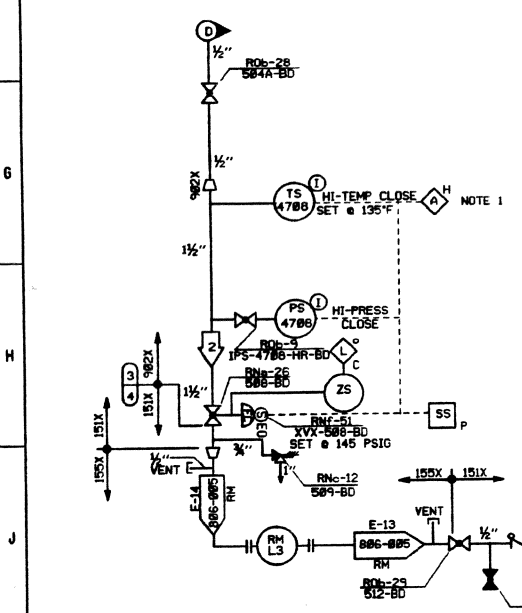 D
½"
ROb-28
504A-BD
½"
G
902X
TS
4708
I
HI-TEMP CLOSE
SET @ 135°F
A
H
NOTE 1
1½"
PS
4708
I
HI-PRESS
CLOSE
H
2
ROb-9
IPS-4708-HR-BD
L
O
C
3
4
902X
151X
1½"
RNa-26
508-BD
ZS
RNf-51
XVX-508-BD
SET @ 145 PSIG
SS
P
151X
155X
½"
VENT
¾"
1"
RNc-12
509-BD
E-14
806-005
RM
155X
151X
VENT
J
RM
L3
E-13
806-005
RM
½"
ROb-29
512-BD